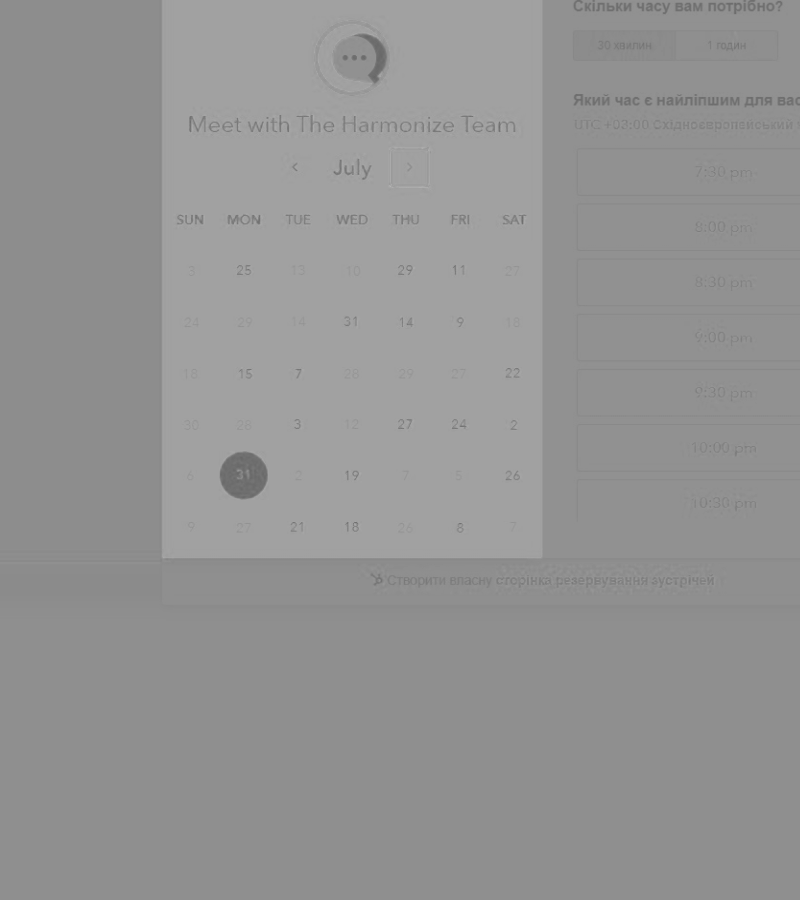 Скільки часу вам потрібно?
30 хвилин 1 годин
Який час є найліпшим для вас
UTC +03:00 Східноєвропейський
Meet with The Harmonize Team
July
SUN MON TUE WED THU FRI SAT
3 25 13 10 29 11 27
24 29 14 31 14 9 15
18 15 7 28 29 27 22
30 28 3 12 27 24 2
6 31 2 19 7 5 26
9 27 21 18 26 8 7
7:30 pm
8:00 pm
8:30 pm
9:00 pm
9:30 pm
10:00 pm
10:30 pm
Створити власну сторінка резервування зустрічей